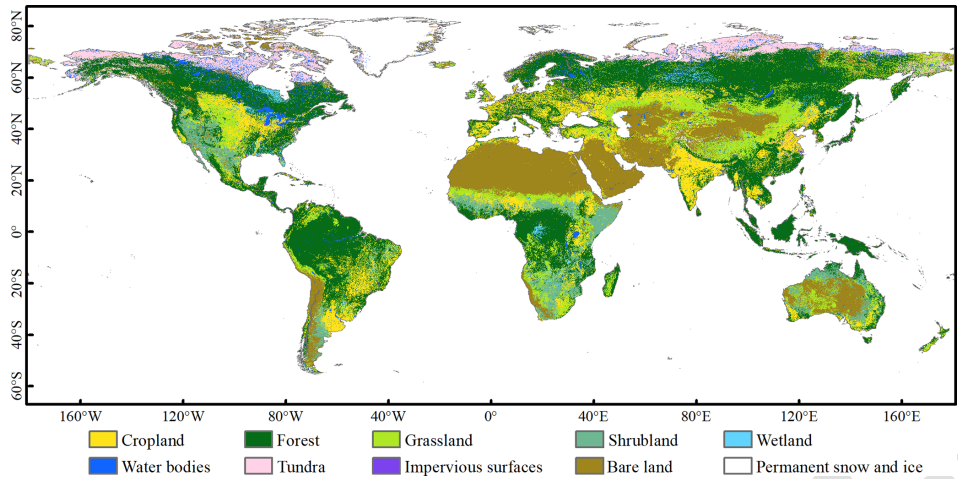 80°N
60°N
40°N
20°N
0°
20°S
40°S
60°S
160°W 120°W 80°W 40°W 0° 40°E 80°E 120°E 160°E
Cropland Forest Grassland Shrubland Wetland
Water bodies Tundra Impervious surfaces Bare land Permanent snow and ice